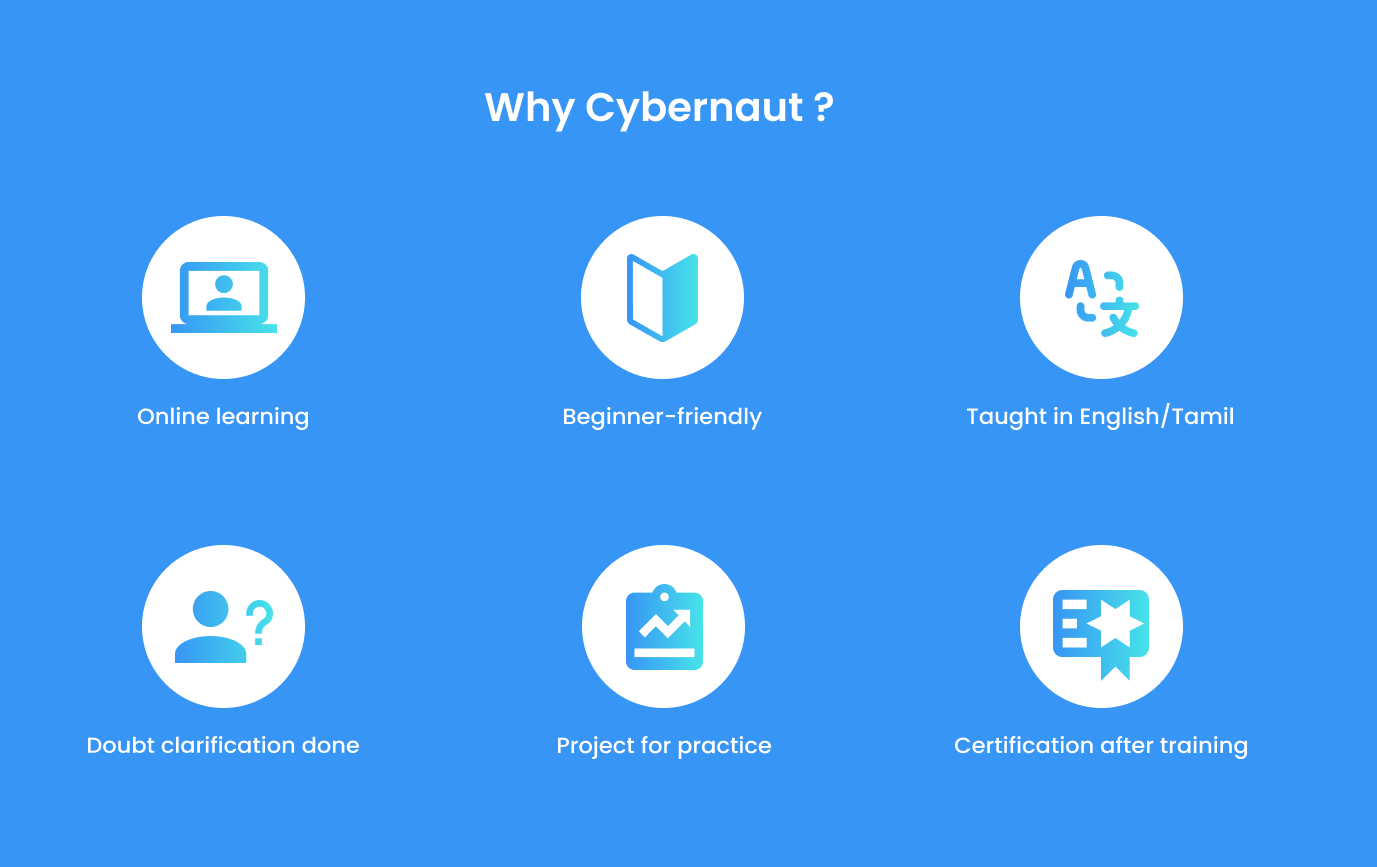 Why Cybernaut ?
Online learning
Beginner-friendly
Taught in English/Tamil
Doubt clarification done
Project for practice
Certification after training